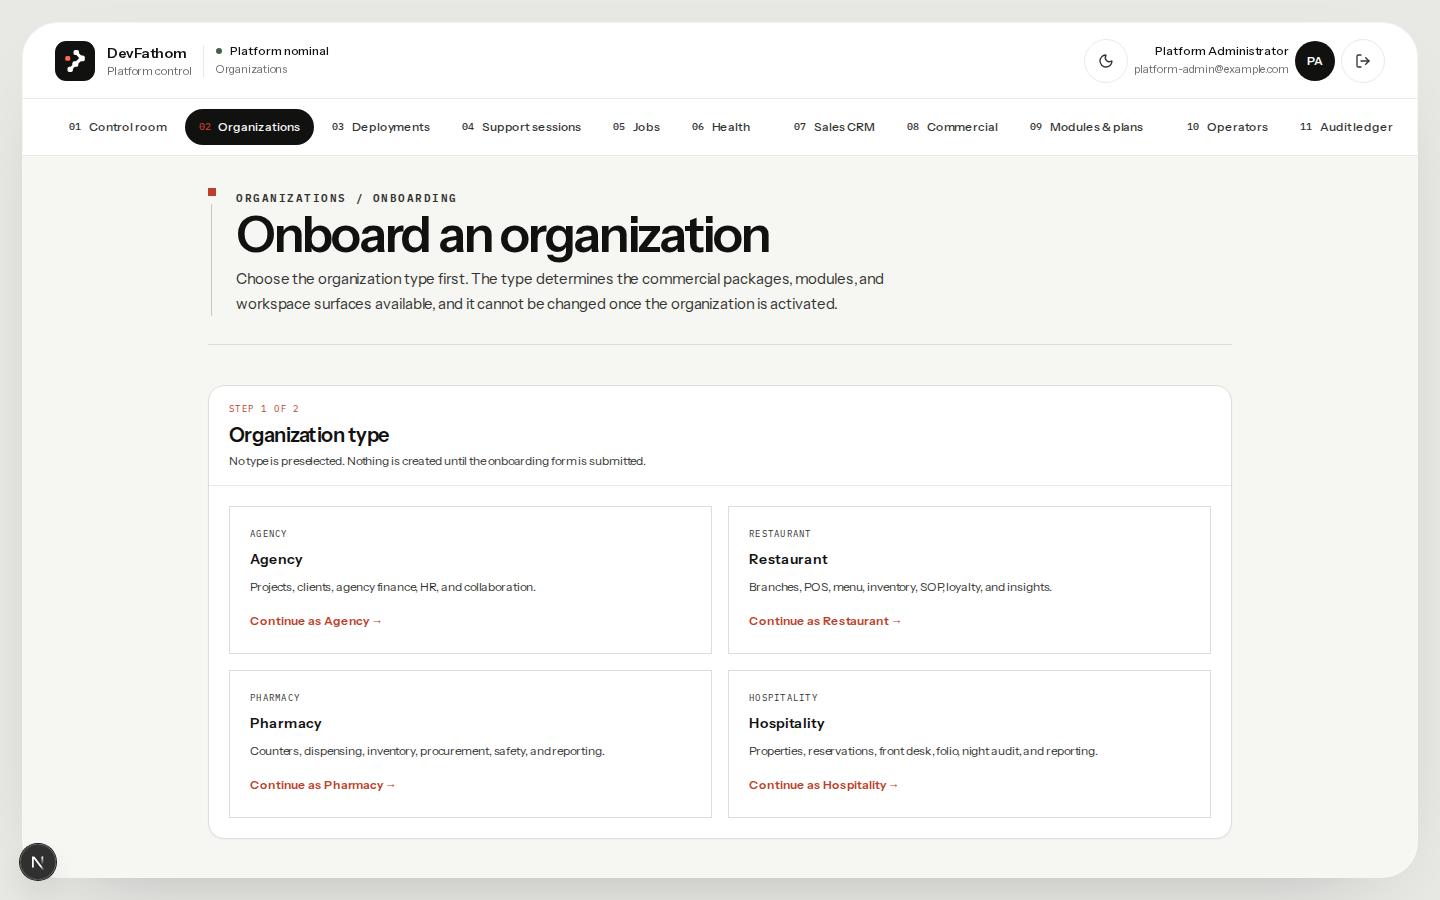 DevFathom
Platform control
Platform nominal
Organizations
Platform Administrator
platform-admin@example.com
PA
01 Control room
02 Organizations
03 Deployments
04 Support sessions
05 Jobs
06 Health
07 Sales CRM
08 Commercial
09 Modules & plans
10 Operators
11 Audit ledger
ORGANIZATIONS / ONBOARDING
Onboard an organization
Choose the organization type first. The type determines the commercial packages, modules, and
workspace surfaces available, and it cannot be changed once the organization is activated.
STEP 1 OF 2
Organization type
No type is preselected. Nothing is created until the onboarding form is submitted.
AGENCY
Agency
Projects, clients, agency finance, HR, and collaboration.
Continue as Agency →
RESTAURANT
Restaurant
Branches, POS, menu, inventory, SOP, loyalty, and insights.
Continue as Restaurant →
PHARMACY
Pharmacy
Counters, dispensing, inventory, procurement, safety, and reporting.
Continue as Pharmacy →
HOSPITALITY
Hospitality
Properties, reservations, front desk, folio, night audit, and reporting.
Continue as Hospitality →
N